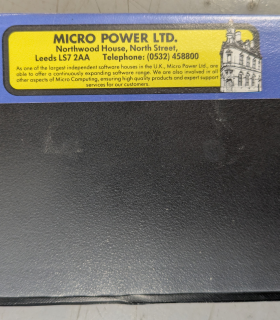 MICRO POWER LTD.
Northwood House, North Street,
Leeds LS7 2AA Telephone: (0532) 458800
As one of the largest independent software houses in the U.K., Micro Power Ltd., are
able to offer a continuously expanding software range. We are also involved in all
other aspects of Micro Computing, ensuring high quality products and expert support
services for our customers.